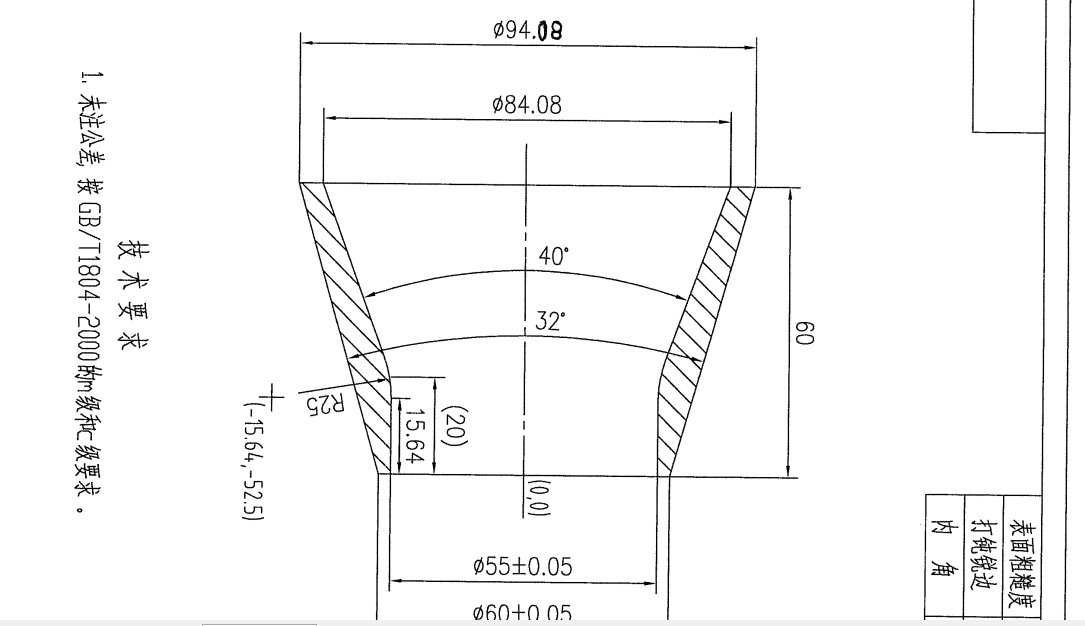 ø94.08
ø84.08
40°
32°
60
R25
15.64
(20)
(-15.64,-52.5)
(0,0)
ø55±0.05
ø60±0.05
技术要求
1. 未注公差,按GB/T1804-2000的m级和c级要求。
表面粗糙度
打钝锐边
内 角